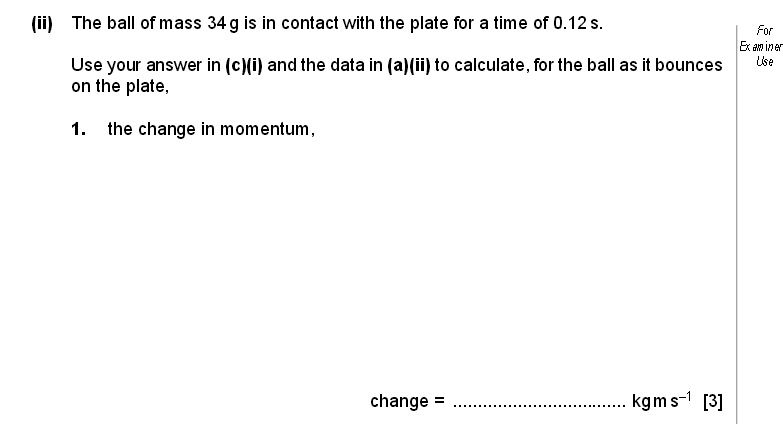 (ii) The ball of mass 34 g is in contact with the plate for a time of 0.12 s.
For
Examiner
Use
Use your answer in (c)(i) and the data in (a)(ii) to calculate, for the ball as it bounces
on the plate,
1. the change in momentum,
change = ................................... kg m s⁻¹ [3]